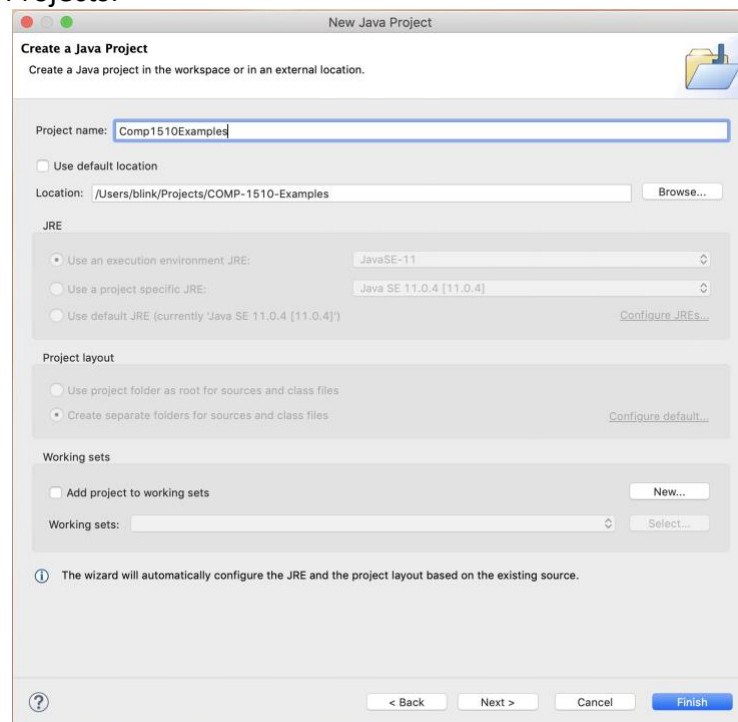 Projects.
New Java Project
Create a Java Project
Create a Java project in the workspace or in an external location.
Project name: Comp1510Examples
Use default location
Location: /Users/blink/Projects/COMP-1510-Examples Browse...
JRE
Use an execution environment JRE: JavaSE-11
Use a project specific JRE: Java SE 11.0.4 [11.0.4]
Use default JRE (currently 'Java SE 11.0.4 [11.0.4]') Configure JREs...
Project layout
Use project folder as root for sources and class files
Create separate folders for sources and class files Configure default...
Working sets
Add project to working sets New...
Working sets: Select...
The wizard will automatically configure the JRE and the project layout based on the existing source.
? < Back Next > Cancel Finish